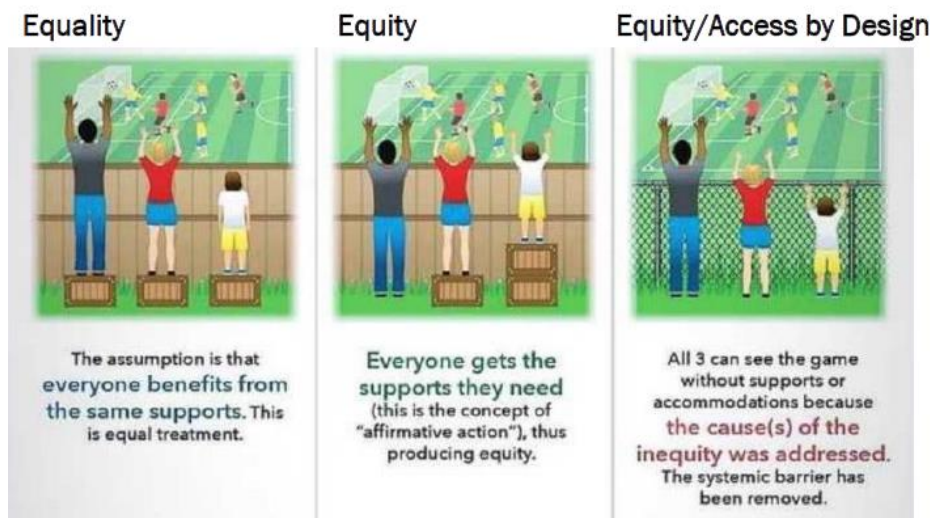 Equality
Equity
Equity/Access by Design
The assumption is that
everyone benefits from
the same supports. This
is equal treatment.
Everyone gets the
supports they need
(this is the concept of
"affirmative action"), thus
producing equity.
All 3 can see the game
without supports or
accommodations because
the cause(s) of the
inequity was addressed.
The systemic barrier has
been removed.